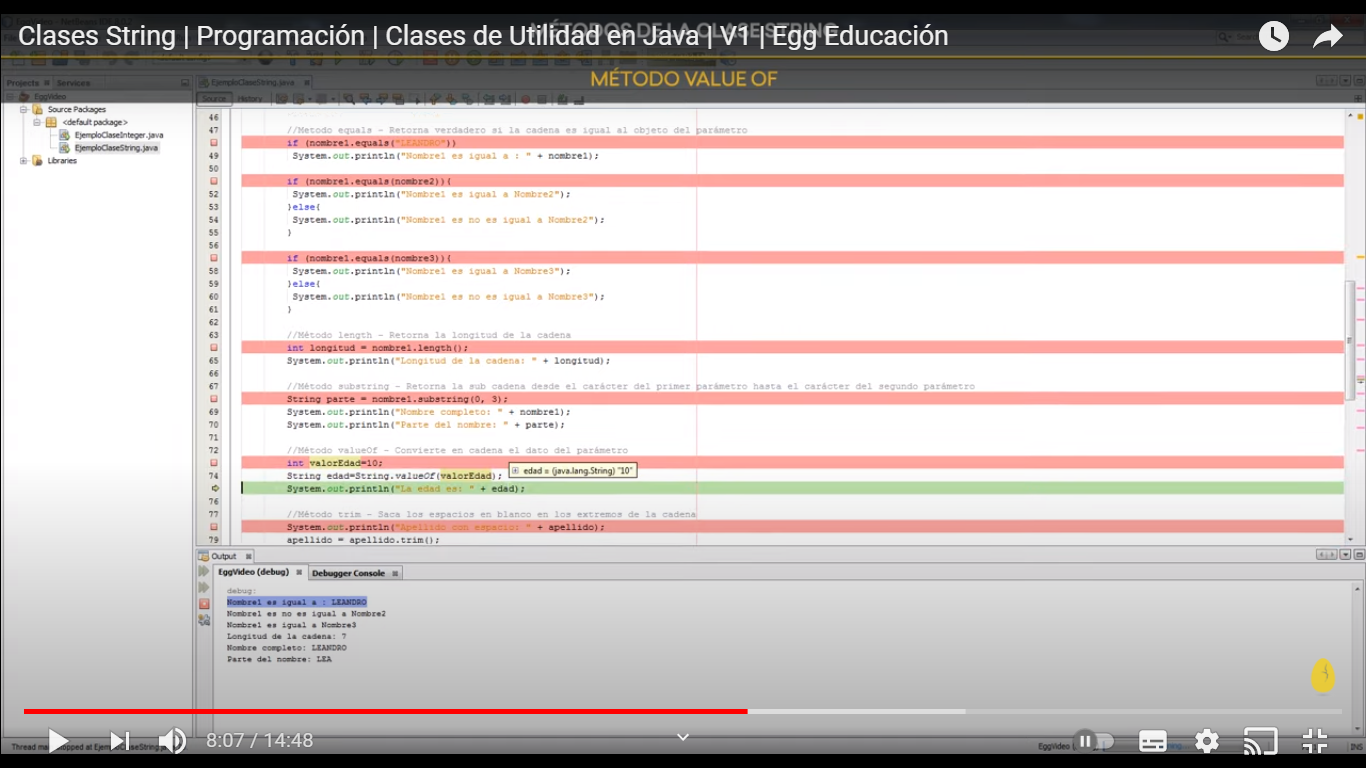 MÉTODOS DE LA CLASE STRING
Clases String | Programación | Clases de Utilidad en Java | V1 | Egg Educación
MÉTODO VALUE OF
Projects Services
EjemploClaseString.java
EggVideo
Source History
Source Packages
<default package>
EjemploClaseInteger.java
EjemploClaseString.java
Libraries
46
47 //Metodo equals - Retorna verdadero si la cadena es igual al objeto del parámetro
if (nombre1.equals("LEANDRO"))
49 System.out.println("Nombre1 es igual a : " + nombre1);
50
if (nombre1.equals(nombre2)){
52 System.out.println("Nombre1 es igual a Nombre2");
53 }else{
54 System.out.println("Nombre1 es no es igual a Nombre2");
55 }
56
if (nombre1.equals(nombre3)){
58 System.out.println("Nombre1 es igual a Nombre3");
59 }else{
60 System.out.println("Nombre1 es no es igual a Nombre3");
61 }
62
63 //Método length - Retorna la longitud de la cadena
int longitud = nombre1.length();
65 System.out.println("Longitud de la cadena: " + longitud);
66
67 //Método substring - Retorna la sub cadena desde el carácter del primer parámetro hasta el carácter del segundo parámetro
String parte = nombre1.substring(0, 3);
69 System.out.println("Nombre completo: " + nombre1);
70 System.out.println("Parte del nombre: " + parte);
71
72 //Método valueOf - Convierte en cadena el dato del parámetro
int valorEdad=10;
74 String edad=String.valueOf(valorEdad);
edad = (java.lang.String) "10"
System.out.println("La edad es: " + edad);
76
77 //Método trim - Saca los espacios en blanco en los extremos de la cadena
System.out.println("Apellido con espacio: " + apellido);
79 apellido = apellido.trim();
Output
EggVideo (debug) Debugger Console
debug:
Nombre1 es igual a : LEANDRO
Nombre1 es no es igual a Nombre2
Nombre1 es igual a Nombre3
Longitud de la cadena: 7
Nombre completo: LEANDRO
Parte del nombre: LEA
8:07 / 14:48
EggVideo
INS